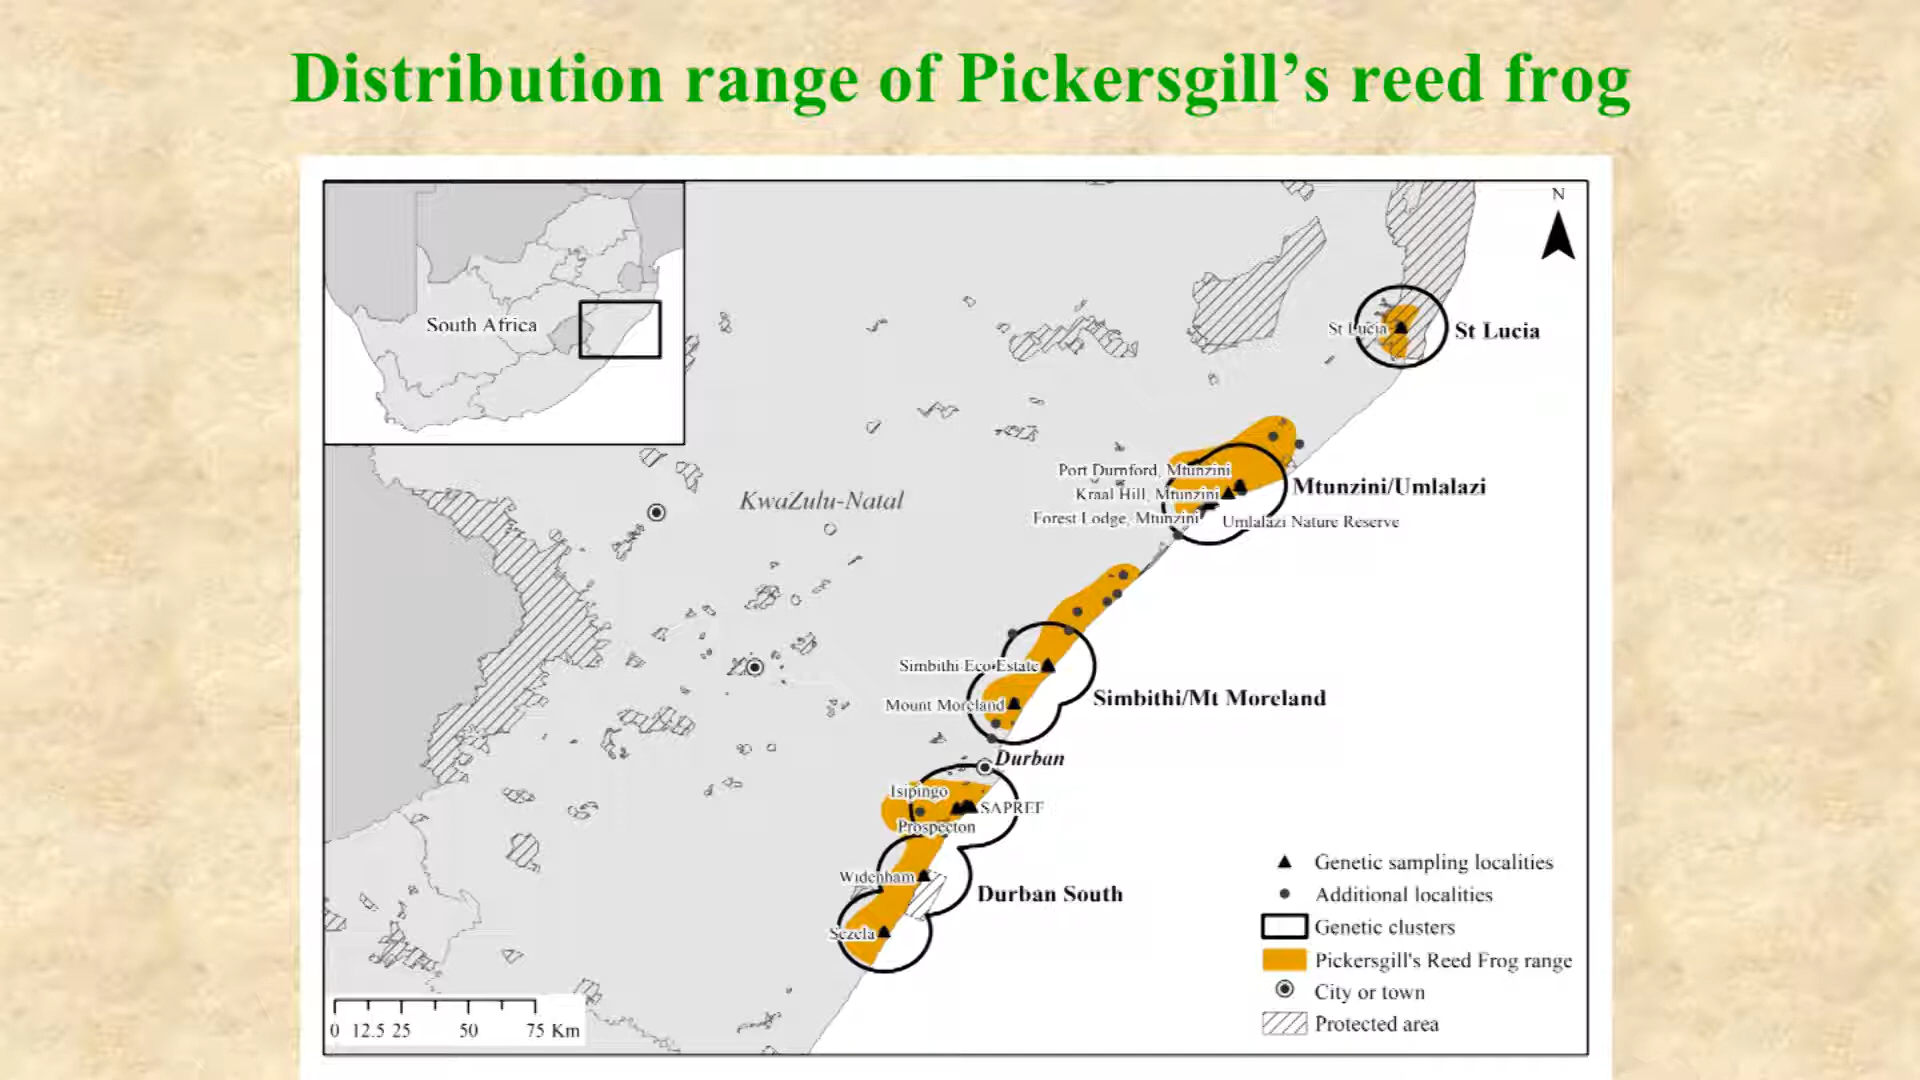 Distribution range of Pickersgill's reed frog
N
South Africa
St Lucia
St Lucia
KwaZulu-Natal
Port Durnford, Mtunzini
Kraal Hill, Mtunzini
Mtunzini/Umlalazi
Forest Lodge, Mtunzini
Umlalazi Nature Reserve
Simbithi Eco-Estate
Mount Moreland
Simbithi/Mt Moreland
Durban
Isipingo
SAPREF
Prospecton
Widenham
Durban South
Sezela
Genetic sampling localities
Additional localities
Genetic clusters
Pickersgill's Reed Frog range
City or town
Protected area
0 12.5 25 50 75 Km